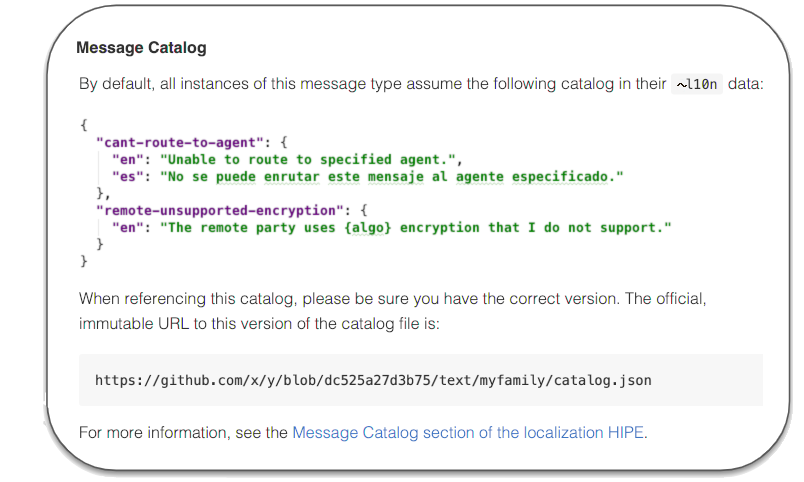 Message Catalog
By default, all instances of this message type assume the following catalog in their ~l10n data:
{
  "cant-route-to-agent": {
    "en": "Unable to route to specified agent.",
    "es": "No se puede enrutar este mensaje al agente especificado."
  },
  "remote-unsupported-encryption": {
    "en": "The remote party uses {algo} encryption that I do not support."
  }
}
When referencing this catalog, please be sure you have the correct version. The official,
immutable URL to this version of the catalog file is:
https://github.com/x/y/blob/dc525a27d3b75/text/myfamily/catalog.json
For more information, see the Message Catalog section of the localization HIPE.